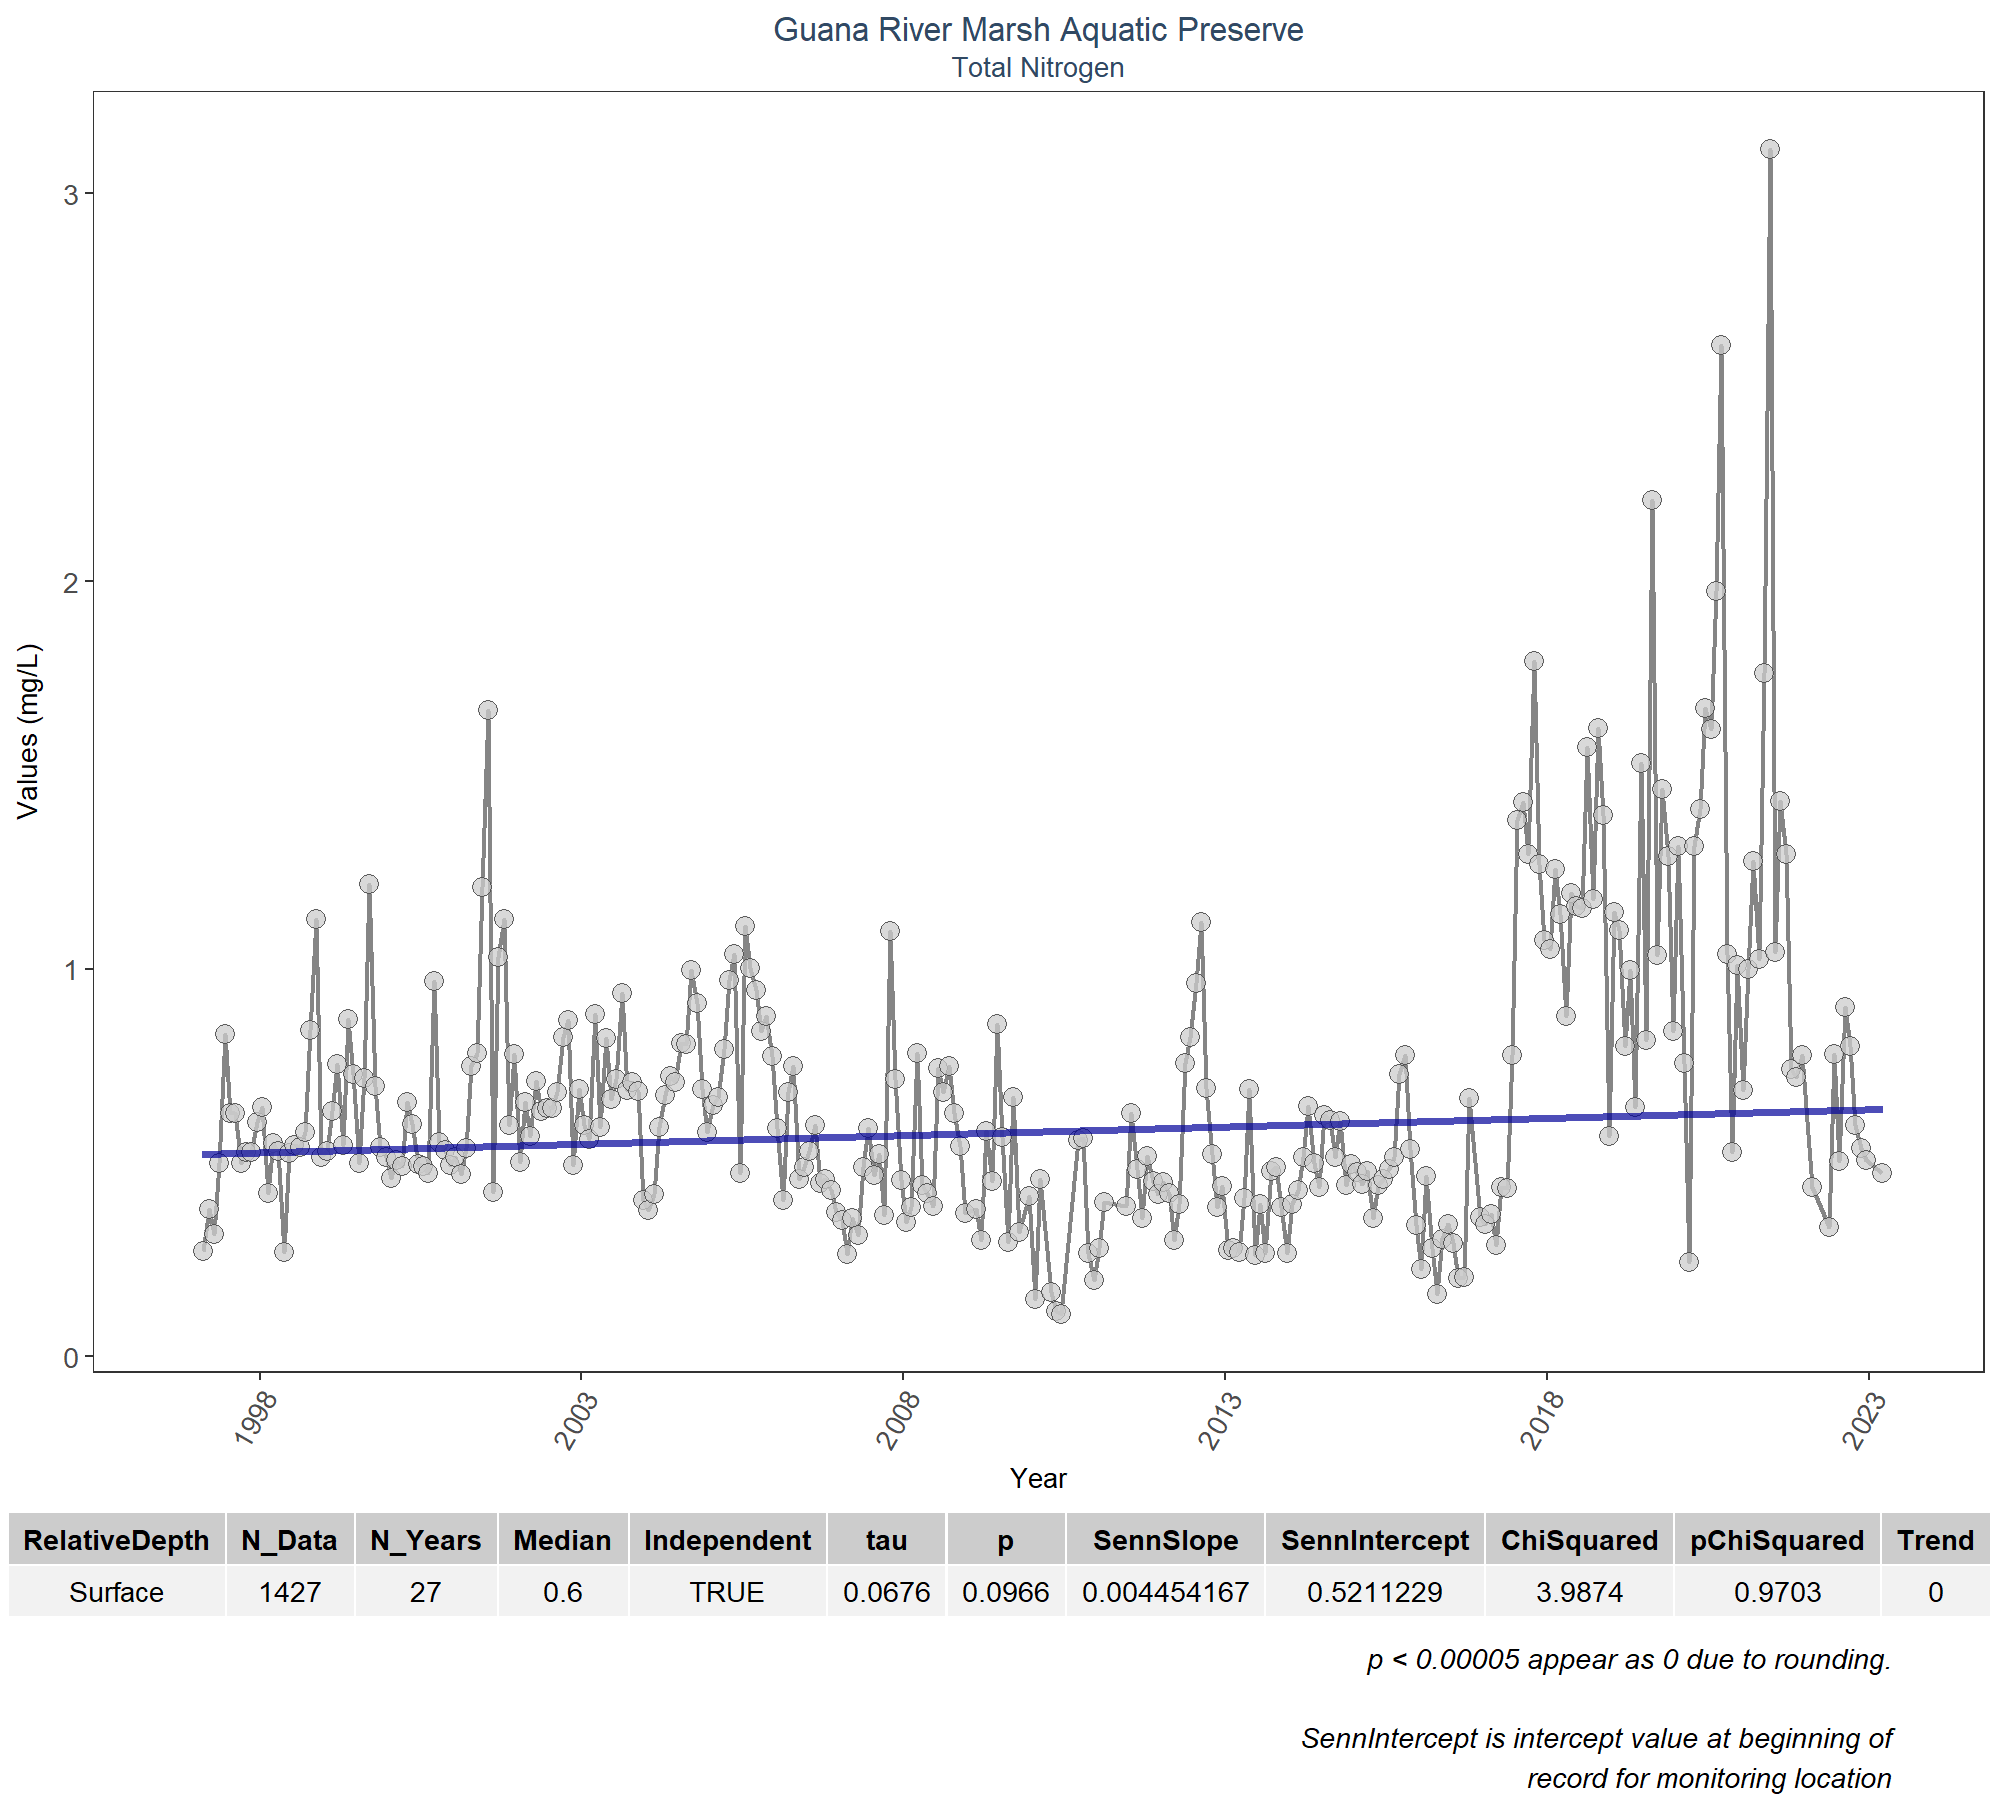 Guana River Marsh Aquatic Preserve
Total Nitrogen
Values (mg/L)
3
2
1
0
1998 2003 2008 2013 2018 2023
Year
RelativeDepth N_Data N_Years Median Independent tau p SennSlope SennIntercept ChiSquared pChiSquared Trend
Surface 1427 27 0.6 TRUE 0.0676 0.0966 0.004454167 0.5211229 3.9874 0.9703 0
p < 0.00005 appear as 0 due to rounding.
SennIntercept is intercept value at beginning of
record for monitoring location